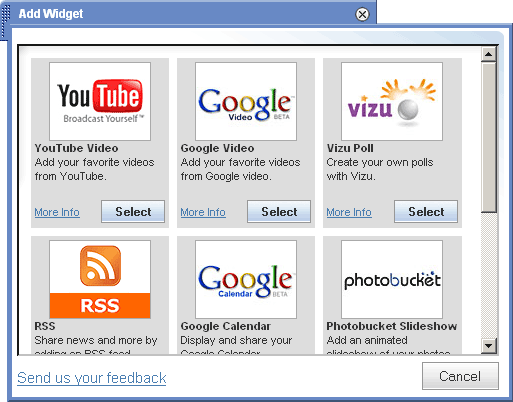 Add Widget
YouTube
Broadcast Yourself™
YouTube Video
Add your favorite videos
from YouTube.
More Info
Select
Google
Video BETA
Google Video
Add your favorite videos
from Google video.
More Info
Select
vizu
Vizu Poll
Create your own polls
with Vizu.
More Info
Select
RSS
RSS
Share news and more by
adding an RSS feed
Google
Calendar BETA
Google Calendar
Display and share your
Google Calendar
photobucket
Photobucket Slideshow
Add an animated
slideshow of your photos
Send us your feedback
Cancel